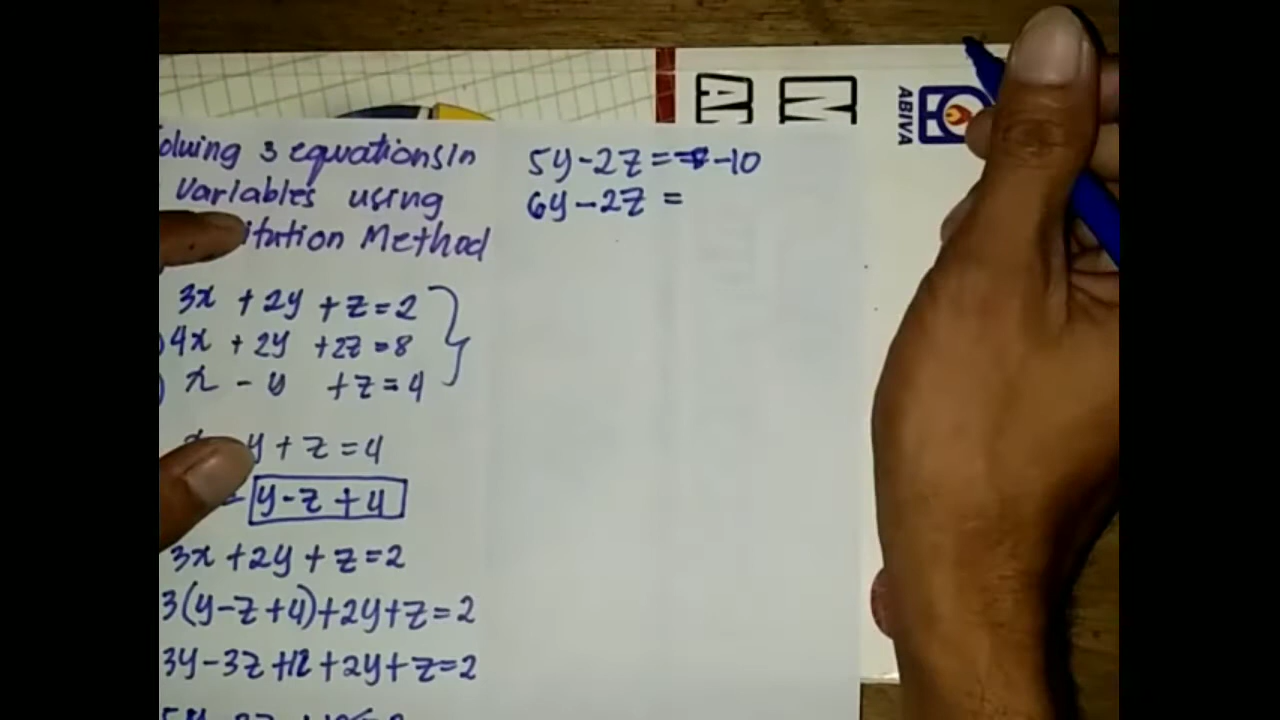 olving 3 equations in
variables using
itution Method
3x + 2y + z = 2
4x + 2y + 2z = 8
x - y + z = 4
y + z = 4
y - z + 4
3x + 2y + z = 2
3(y - z + 4) + 2y + z = 2
3y - 3z + 12 + 2y + z = 2
5y - 2z = -10
6y - 2z =
ABIVA